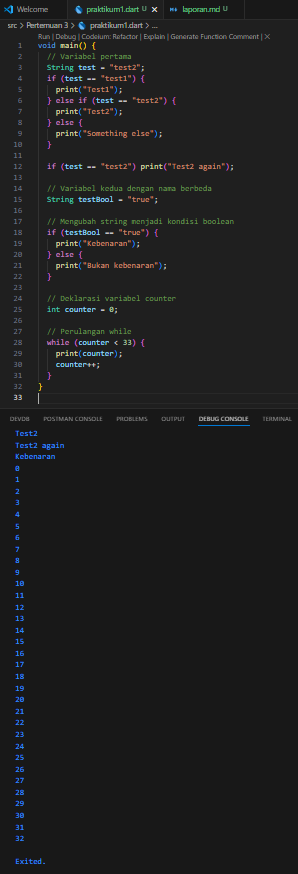 Welcome praktikum1.dart U × laporan.md U
src > Pertemuan 3 > praktikum1.dart > ...
Run | Debug | Codeium: Refactor | Explain | Generate Function Comment | ×
1 void main() {
2 // Variabel pertama
3 String test = "test2";
4 if (test == "test1") {
5 print("Test1");
6 } else if (test == "test2") {
7 print("Test2");
8 } else {
9 print("Something else");
10 }
11
12 if (test == "test2") print("Test2 again");
13
14 // Variabel kedua dengan nama berbeda
15 String testBool = "true";
16
17 // Mengubah string menjadi kondisi boolean
18 if (testBool == "true") {
19 print("Kebenaran");
20 } else {
21 print("Bukan kebenaran");
22 }
23
24 // Deklarasi variabel counter
25 int counter = 0;
26
27 // Perulangan while
28 while (counter < 33) {
29 print(counter);
30 counter++;
31 }
32 }
33
DEVDB POSTMAN CONSOLE PROBLEMS OUTPUT DEBUG CONSOLE TERMINAL
Test2
Test2 again
Kebenaran
0
1
2
3
4
5
6
7
8
9
10
11
12
13
14
15
16
17
18
19
20
21
22
23
24
25
26
27
28
29
30
31
32
Exited.